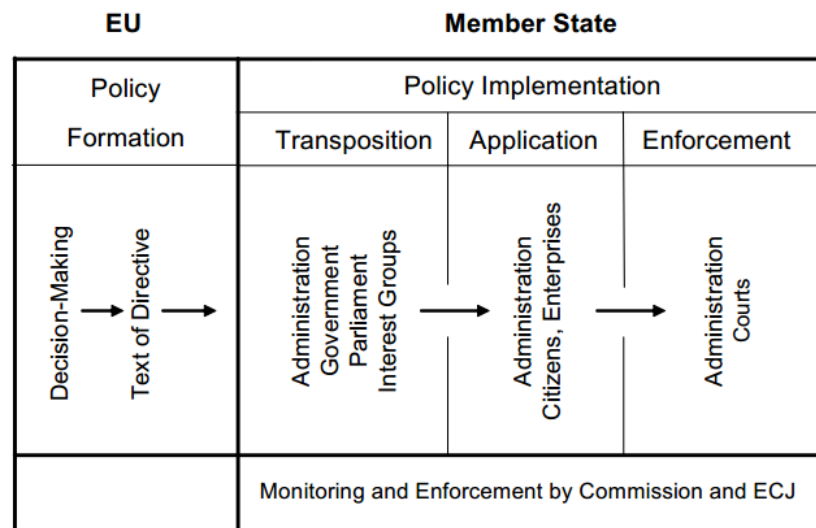 EU
Member State
Policy
Formation
Policy Implementation
Transposition
Application
Enforcement
Decision-Making
Text of Directive
Administration
Government
Parliament
Interest Groups
Administration
Citizens, Enterprises
Administration
Courts
Monitoring and Enforcement by Commission and ECJ